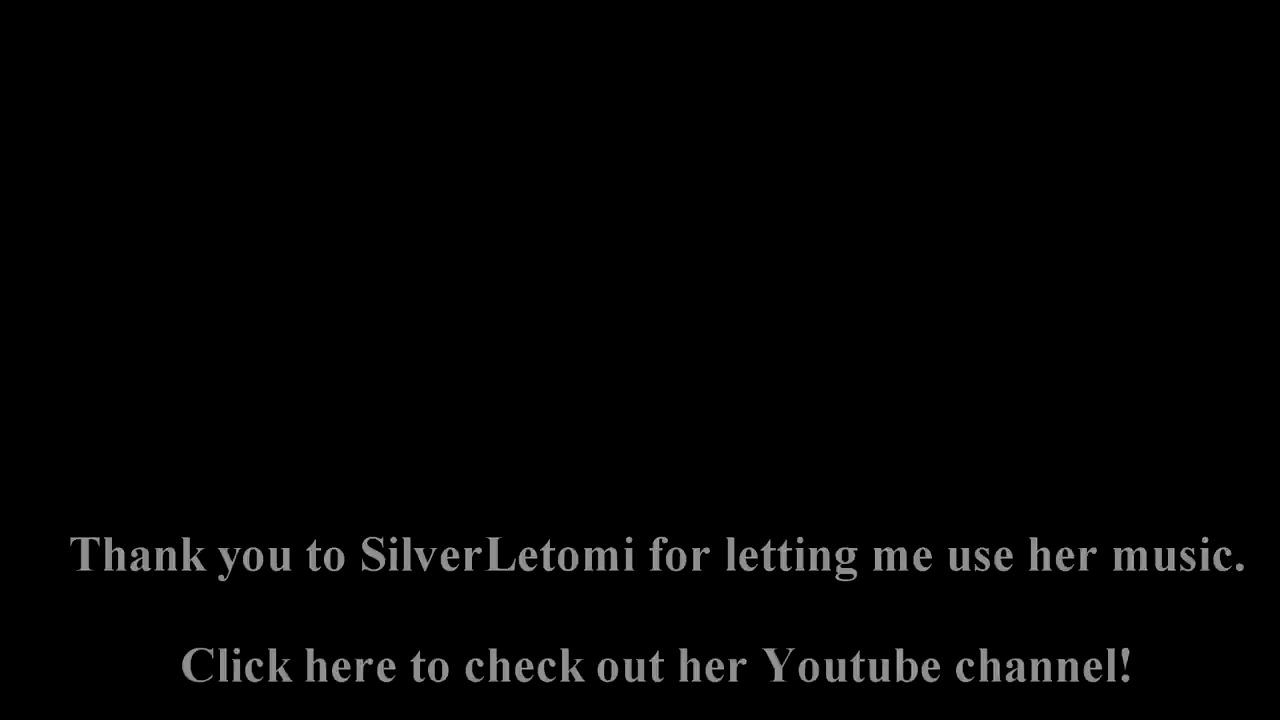 Thank you to SilverLetomi for letting me use her music.
Click here to check out her Youtube channel!